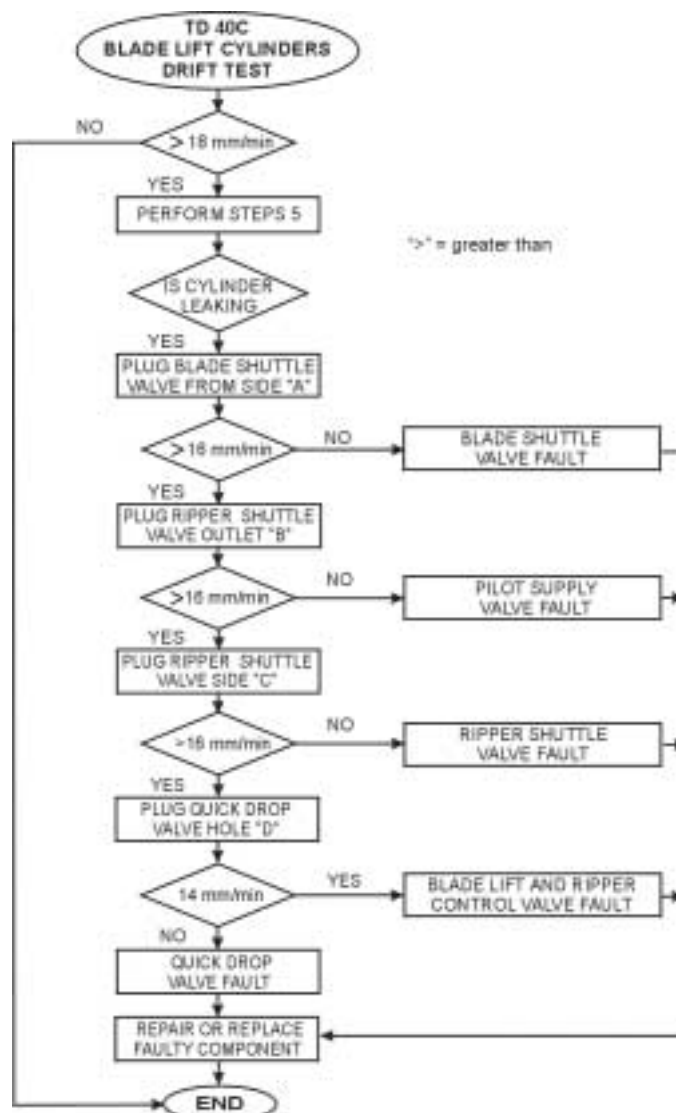 TD 40C
BLADE LIFT CYLINDERS
DRIFT TEST
NO
> 18 mm/min
YES
PERFORM STEPS 5
">" = greater than
IS CYLINDER
LEAKING
YES
PLUG BLADE SHUTTLE
VALVE FROM SIDE "A"
> 16 mm/min
NO
BLADE SHUTTLE
VALVE FAULT
YES
PLUG RIPPER SHUTTLE
VALVE OUTLET "B"
>16 mm/min
NO
PILOT SUPPLY
VALVE FAULT
YES
PLUG RIPPER SHUTTLE
VALVE SIDE "C"
>16 mm/min
NO
RIPPER SHUTTLE
VALVE FAULT
YES
PLUG QUICK DROP
VALVE HOLE "D"
14 mm/min
YES
BLADE LIFT AND RIPPER
CONTROL VALVE FAULT
NO
QUICK DROP
VALVE FAULT
REPAIR OR REPLACE
FAULTY COMPONENT
END